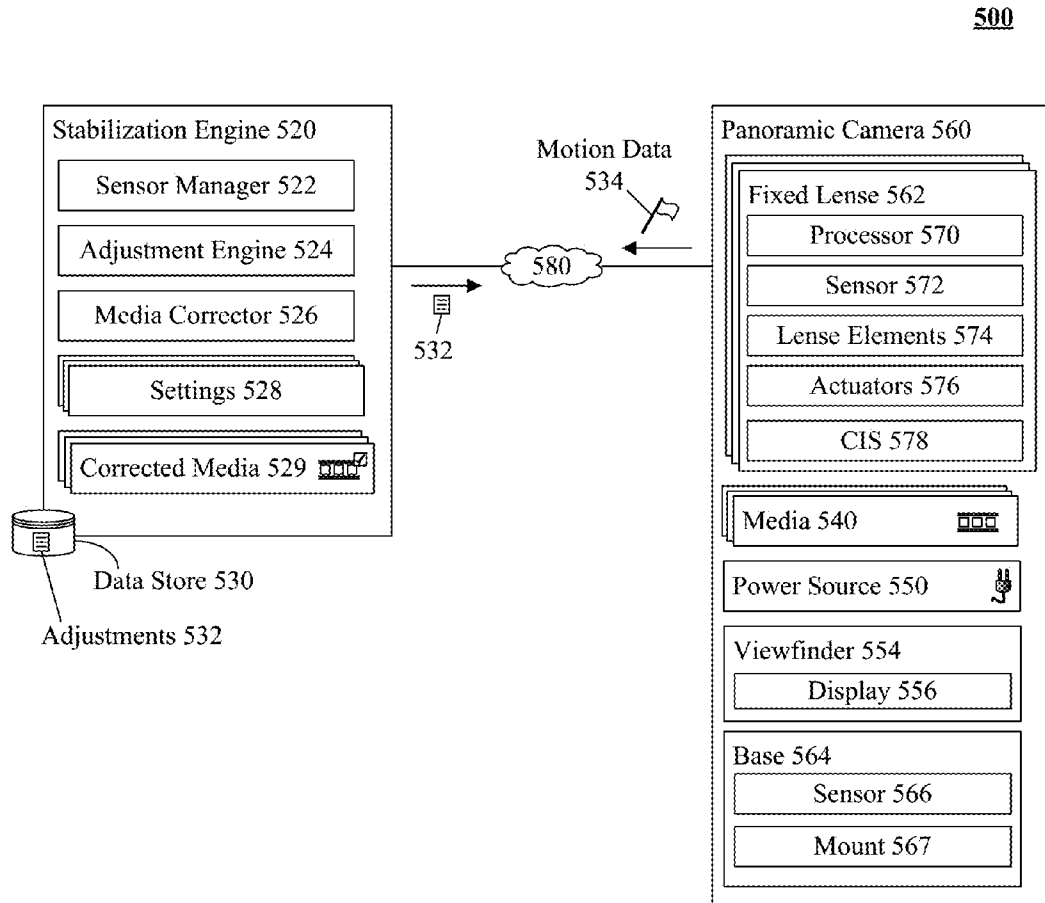 500
Stabilization Engine 520
Sensor Manager 522
Adjustment Engine 524
Media Corrector 526
Settings 528
Corrected Media 529
Data Store 530
Adjustments 532
532
Motion Data
534
580
Panoramic Camera 560
Fixed Lense 562
Processor 570
Sensor 572
Lense Elements 574
Actuators 576
CIS 578
Media 540
Power Source 550
Viewfinder 554
Display 556
Base 564
Sensor 566
Mount 567